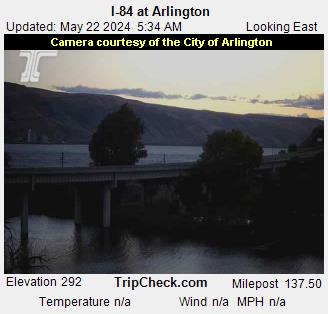 I-84 at Arlington
Updated: May 22 2024 5:34 AM Looking East
Camera courtesy of the City of Arlington
Elevation 292 TripCheck.com Milepost 137.50
Temperature n/a Wind n/a MPH n/a